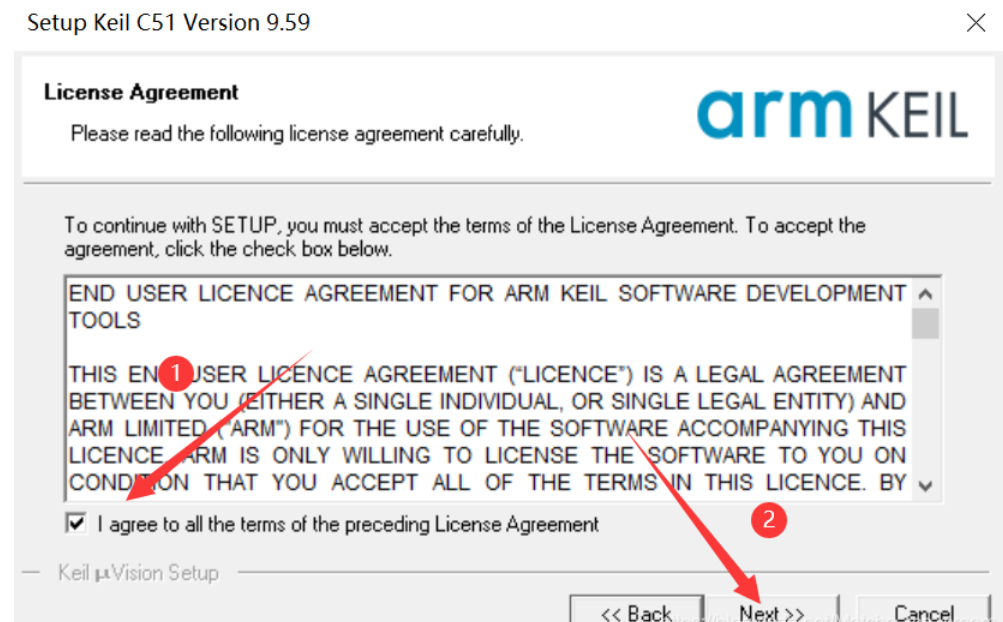 Setup Keil C51 Version 9.59
License Agreement
Please read the following license agreement carefully.
arm KEIL
To continue with SETUP, you must accept the terms of the License Agreement. To accept the
agreement, click the check box below.
END USER LICENCE AGREEMENT FOR ARM KEIL SOFTWARE DEVELOPMENT
TOOLS
THIS EN USER LICENCE AGREEMENT ("LICENCE") IS A LEGAL AGREEMENT
1
BETWEEN YOU (EITHER A SINGLE INDIVIDUAL, OR SINGLE LEGAL ENTITY) AND
ARM LIMITED ("ARM") FOR THE USE OF THE SOFTWARE ACCOMPANYING THIS
LICENCE. ARM IS ONLY WILLING TO LICENSE THE SOFTWARE TO YOU ON
CONDITION THAT YOU ACCEPT ALL OF THE TERMS IN THIS LICENCE. BY
I agree to all the terms of the preceding License Agreement
2
Keil µVision Setup
<< Back Next >> Cancel